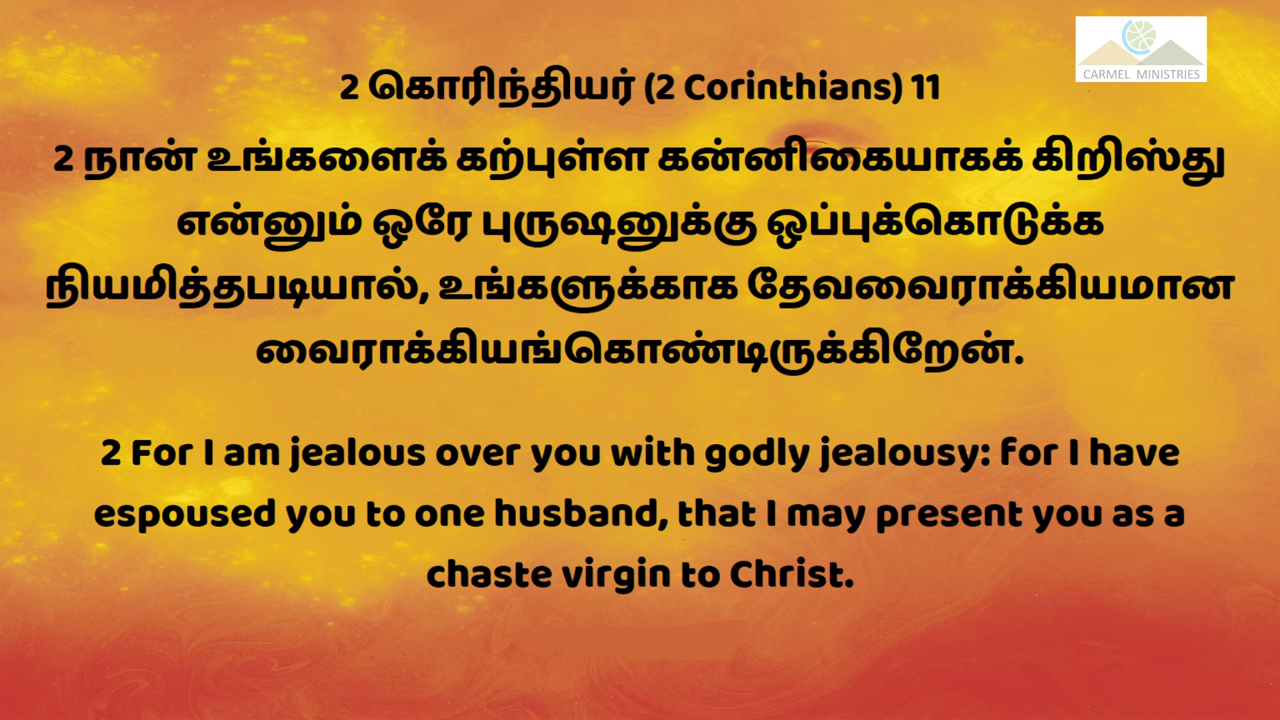 CARMEL MINISTRIES
2 கொரிந்தியர் (2 Corinthians) 11
2 நான் உங்களைக் கற்புள்ள கன்னிகையாகக் கிறிஸ்து
என்னும் ஒரே புருஷனுக்கு ஒப்புக்கொடுக்க
நியமித்தபடியால், உங்களுக்காக தேவவைராக்கியமான
வைராக்கியங்கொண்டிருக்கிறேன்.
2 For I am jealous over you with godly jealousy: for I have
espoused you to one husband, that I may present you as a
chaste virgin to Christ.